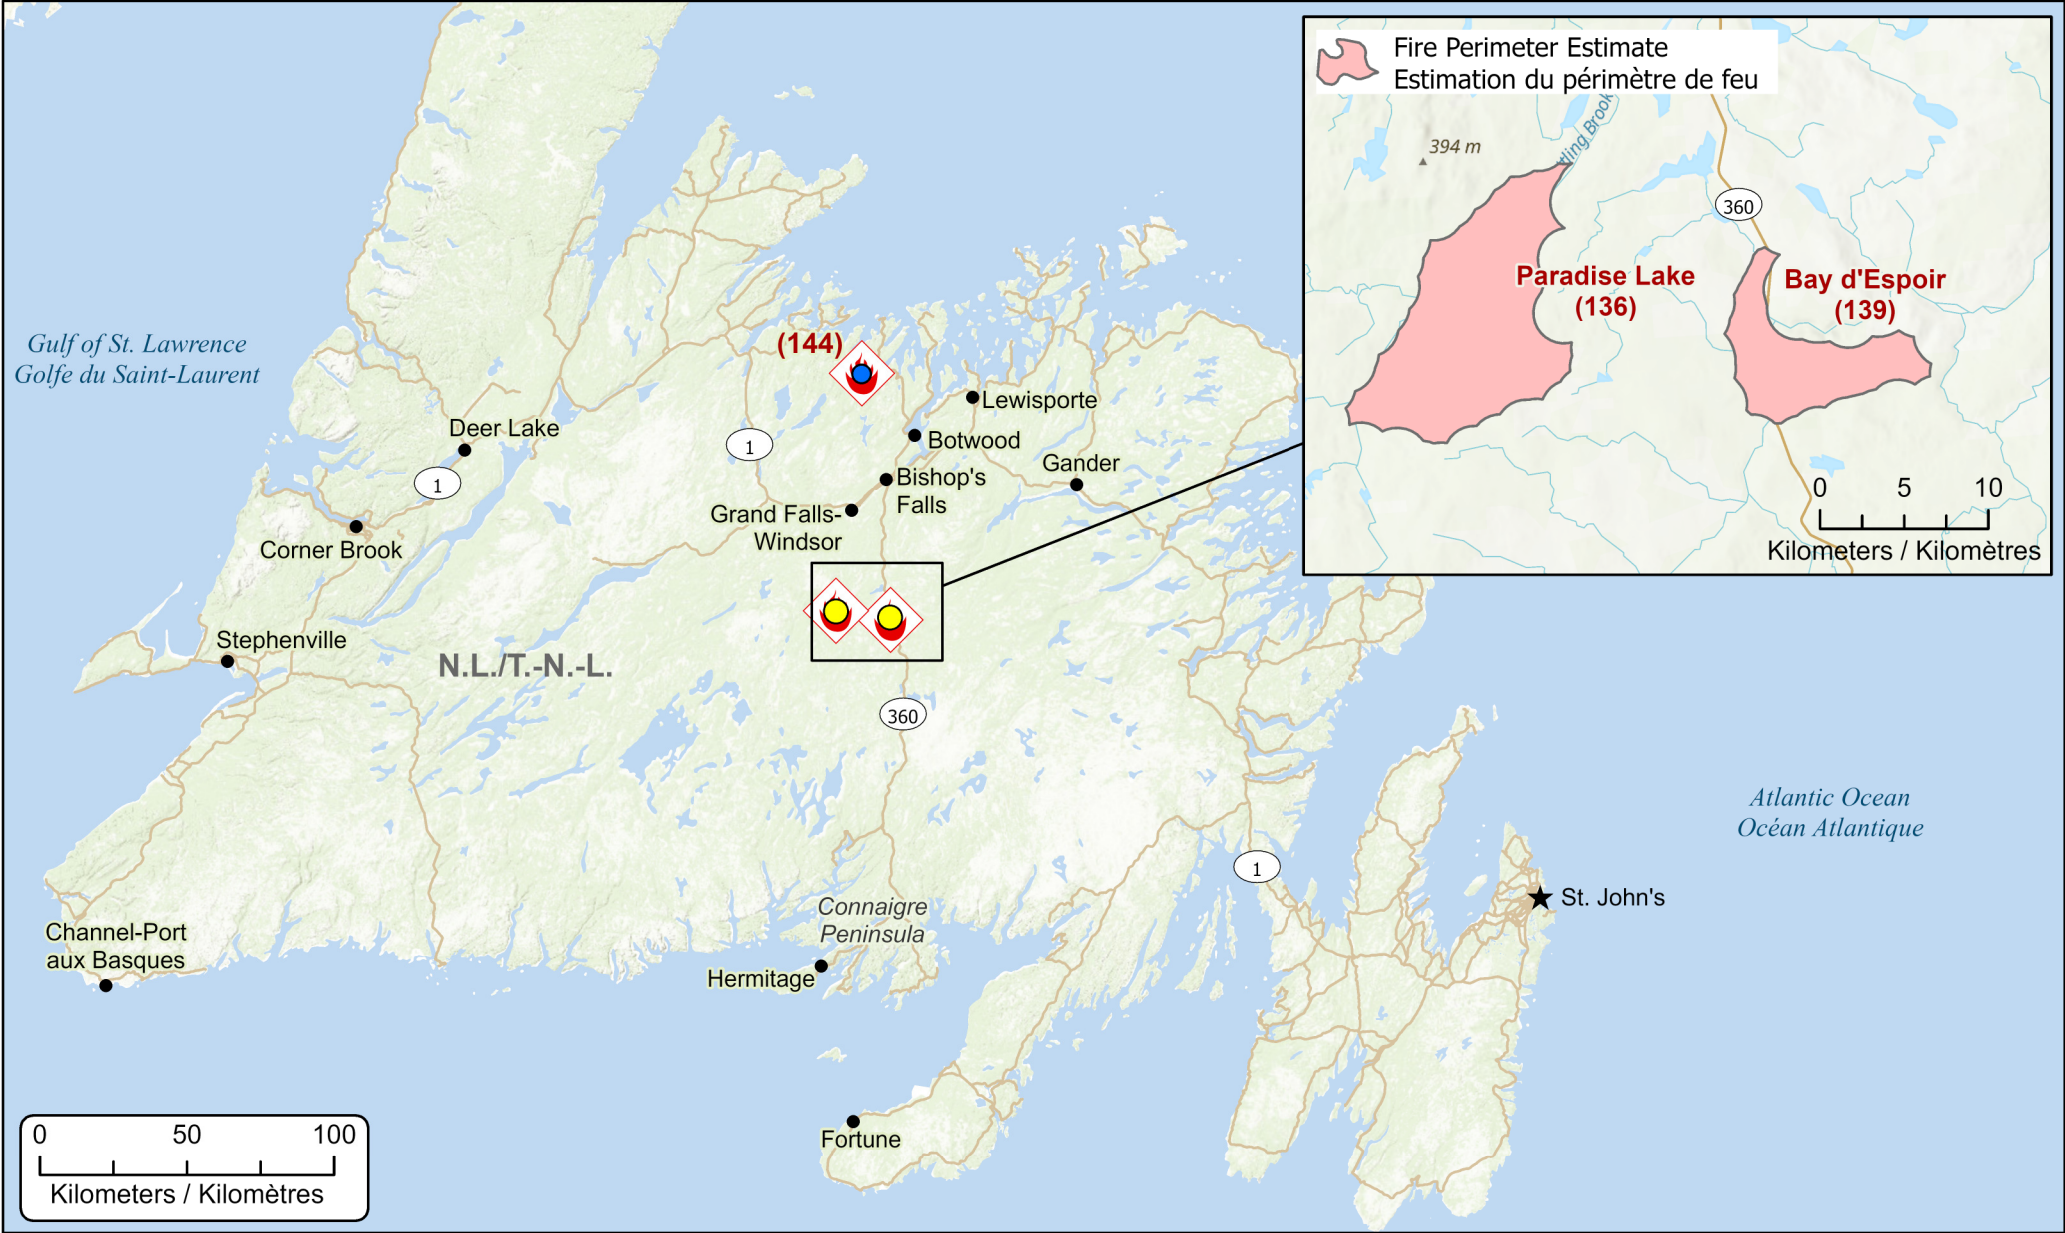 Fire Perimeter Estimate
Estimation du périmètre de feu
394 m
tling Brook
360
Paradise Lake
(136)
Bay d'Espoir
(139)
0 5 10
Kilometers / Kilomètres
Gulf of St. Lawrence
Golfe du Saint-Laurent
(144)
Lewisporte
Deer Lake
Botwood
1
Gander
1
Bishop's
Falls
Grand Falls-
Windsor
Corner Brook
Stephenville
N.L./T.-N.-L.
360
Atlantic Ocean
Océan Atlantique
1
St. John's
Connaigre
Peninsula
Channel-Port
aux Basques
Hermitage
Fortune
0 50 100
Kilometers / Kilomètres